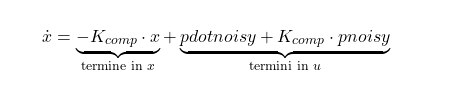 ẋ = −K_comp · x + pdotnoisy + K_comp · pnoisy
termine in x termini in u